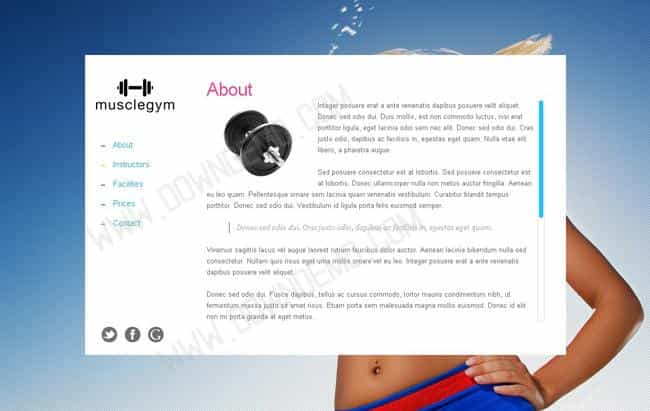 musclegym
About
Instructors
Facilities
Prices
Contact
About
Integer posuere erat a ante venenatis dapibus posuere velit aliquet.
Donec sed odio dui. Duis mollis, est non commodo luctus, nisi erat
porttitor ligula, eget lacinia odio sem nec elit. Donec sed odio dui. Cras
justo odio, dapibus ac facilisis in, egestas eget quam. Nulla vitae elit
libero, a pharetra augue.
Sed posuere consectetur est at lobortis. Sed posuere consectetur est
at lobortis. Donec ullamcorper nulla non metus auctor fringilla. Aenean
eu leo quam. Pellentesque ornare sem lacinia quam venenatis vestibulum. Curabitur blandit tempus
porttitor. Donec sed odio dui. Vestibulum id ligula porta felis euismod semper.
Donec sed odio dui. Cras justo odio, dapibus ac facilisis in, egestas eget quam.
Vivamus sagittis lacus vel augue laoreet rutrum faucibus dolor auctor. Aenean lacinia bibendum nulla sed
consectetur. Nullam quis risus eget urna mollis ornare vel eu leo. Integer posuere erat a ante venenatis
dapibus posuere velit aliquet.
Donec sed odio dui. Fusce dapibus, tellus ac cursus commodo, tortor mauris condimentum nibh, ut
fermentum massa justo sit amet risus. Etiam porta sem malesuada magna mollis euismod. Donec id elit
non mi porta gravida at eget metus.
WWW.DOWNDEMO.COM
WWW.DOWNDEMO.COM